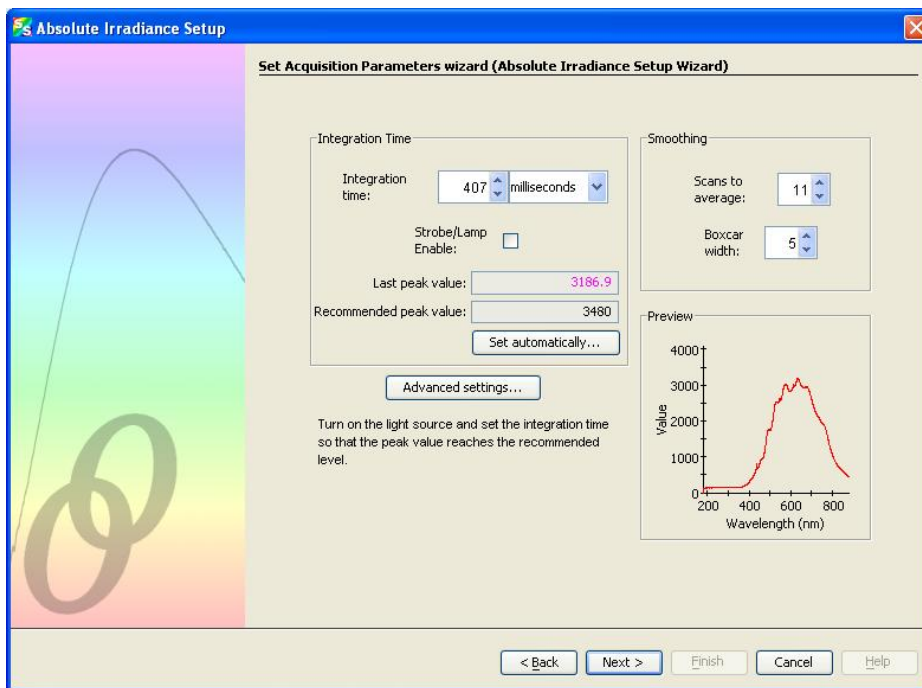 Absolute Irradiance Setup
Set Acquisition Parameters wizard (Absolute Irradiance Setup Wizard)
Integration Time
Integration
time:
407 milliseconds
Strobe/Lamp
Enable:
Last peak value: 3186.9
Recommended peak value: 3480
Set automatically...
Advanced settings...
Turn on the light source and set the integration time
so that the peak value reaches the recommended
level.
Smoothing
Scans to
average:
11
Boxcar
width:
5
Preview
4000
3000
2000
1000
0
Value
200 400 600 800
Wavelength (nm)
< Back
Next >
Finish
Cancel
Help